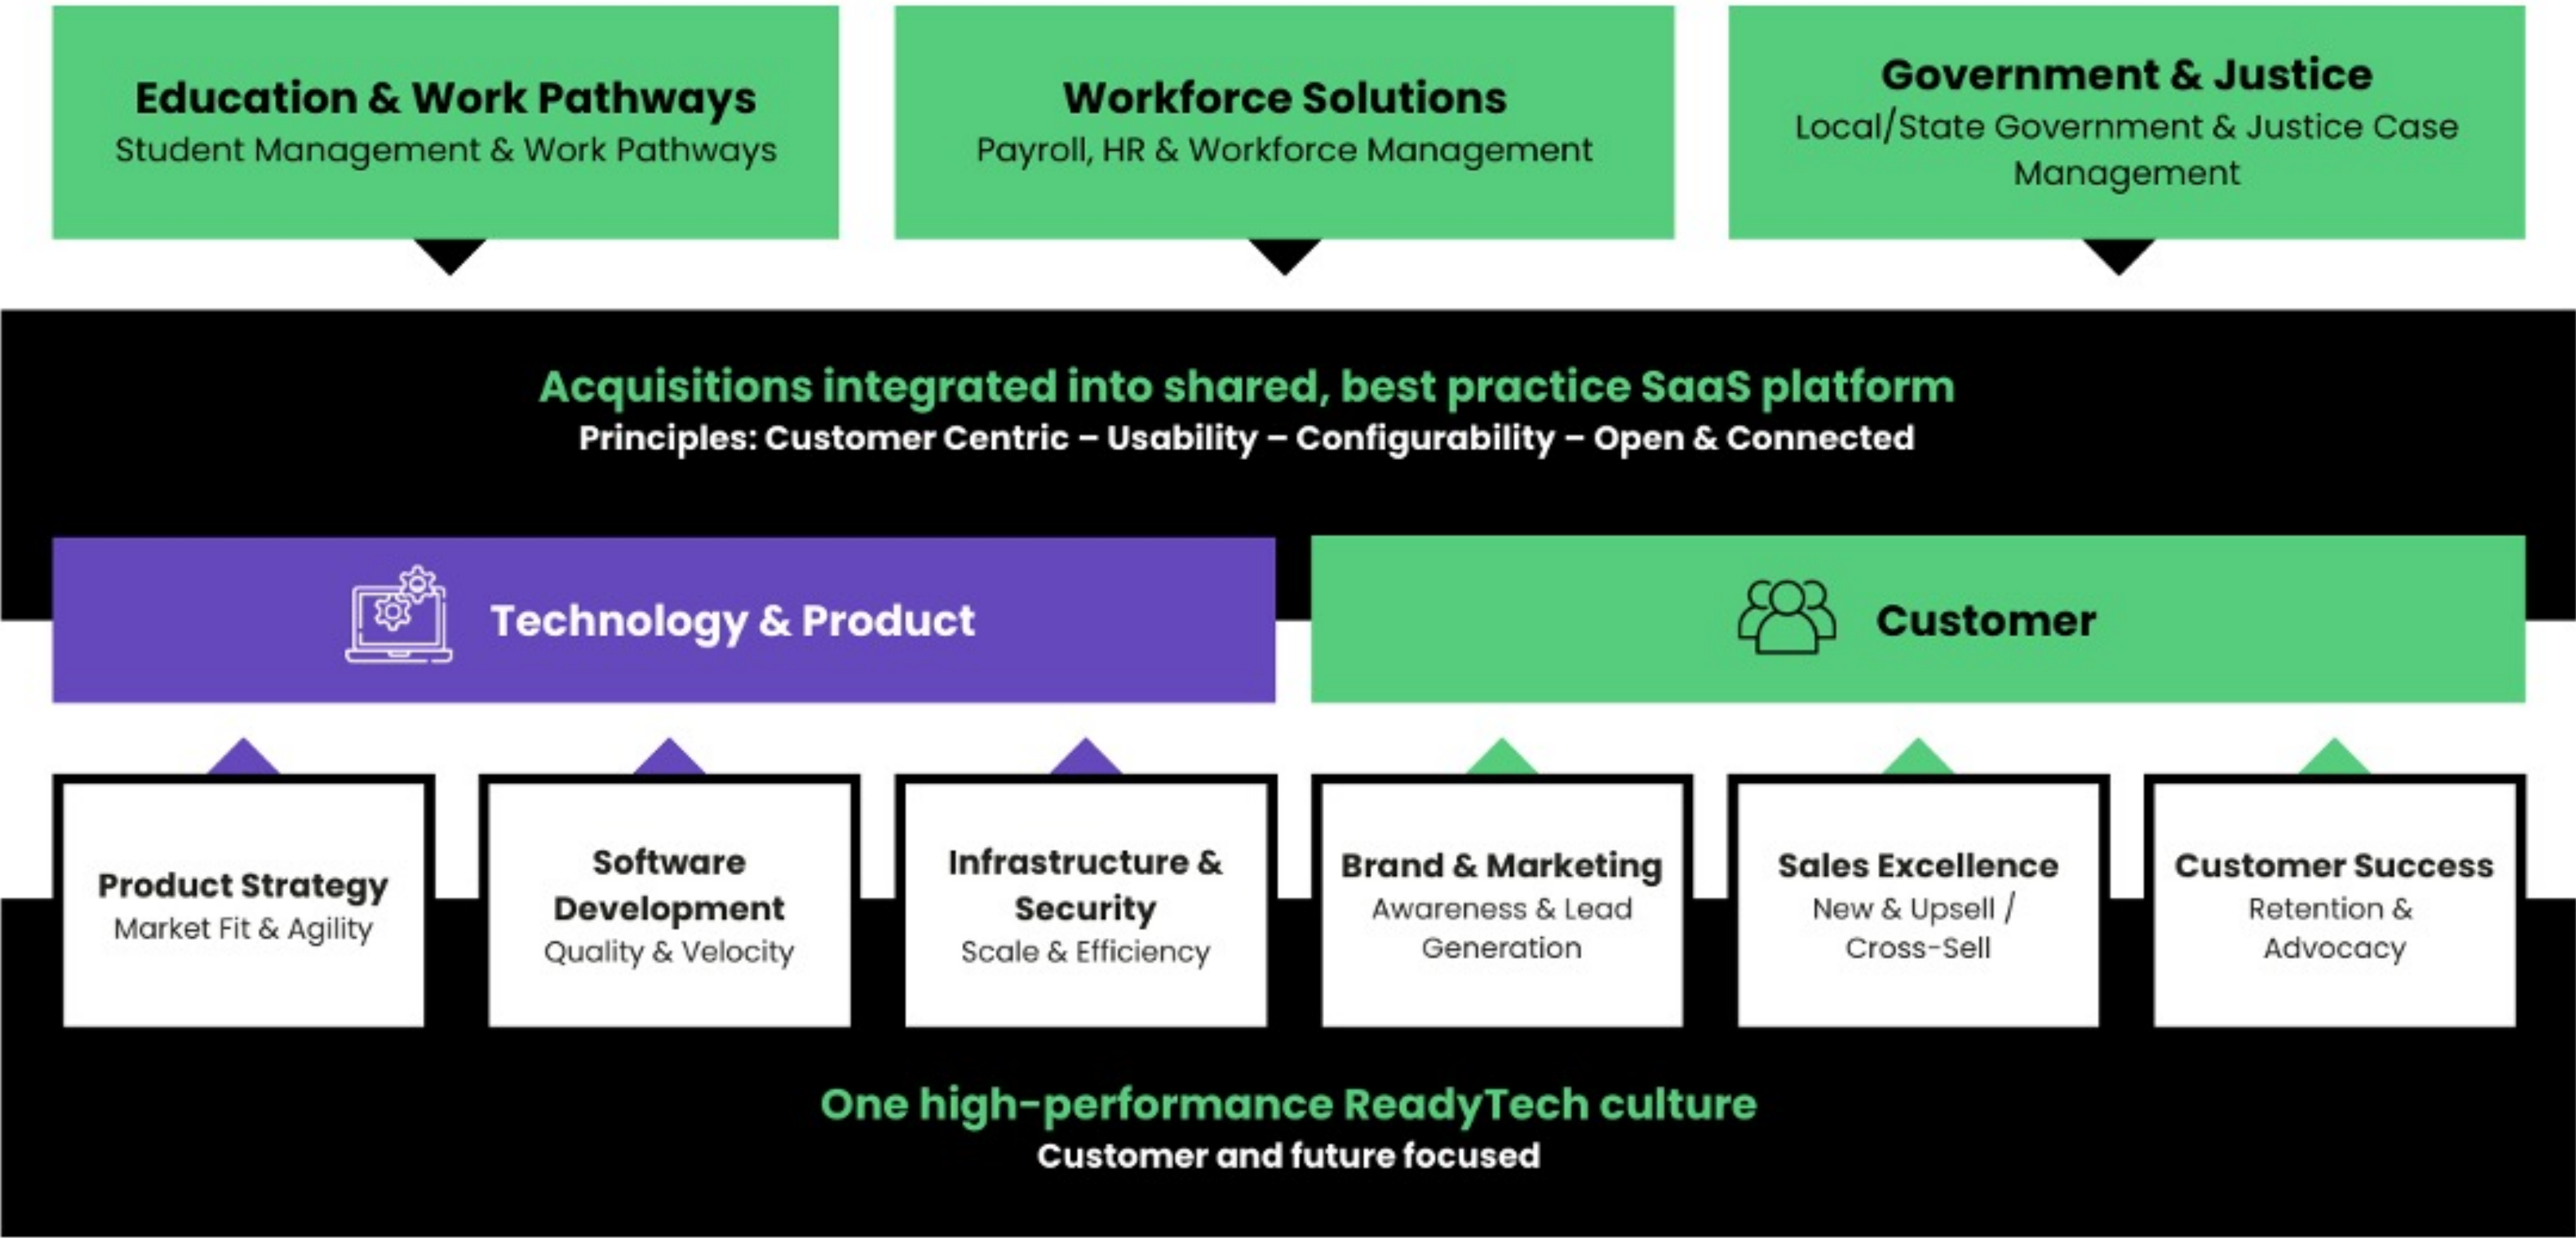 Education & Work Pathways
Student Management & Work Pathways
Workforce Solutions
Payroll, HR & Workforce Management
Government & Justice
Local/State Government & Justice Case
Management
Acquisitions integrated into shared, best practice SaaS platform
Principles: Customer Centric – Usability – Configurability – Open & Connected
Technology & Product
Customer
Product Strategy
Market Fit & Agility
Software
Development
Quality & Velocity
Infrastructure &
Security
Scale & Efficiency
Brand & Marketing
Awareness & Lead
Generation
Sales Excellence
New & Upsell /
Cross-Sell
Customer Success
Retention &
Advocacy
One high-performance ReadyTech culture
Customer and future focused